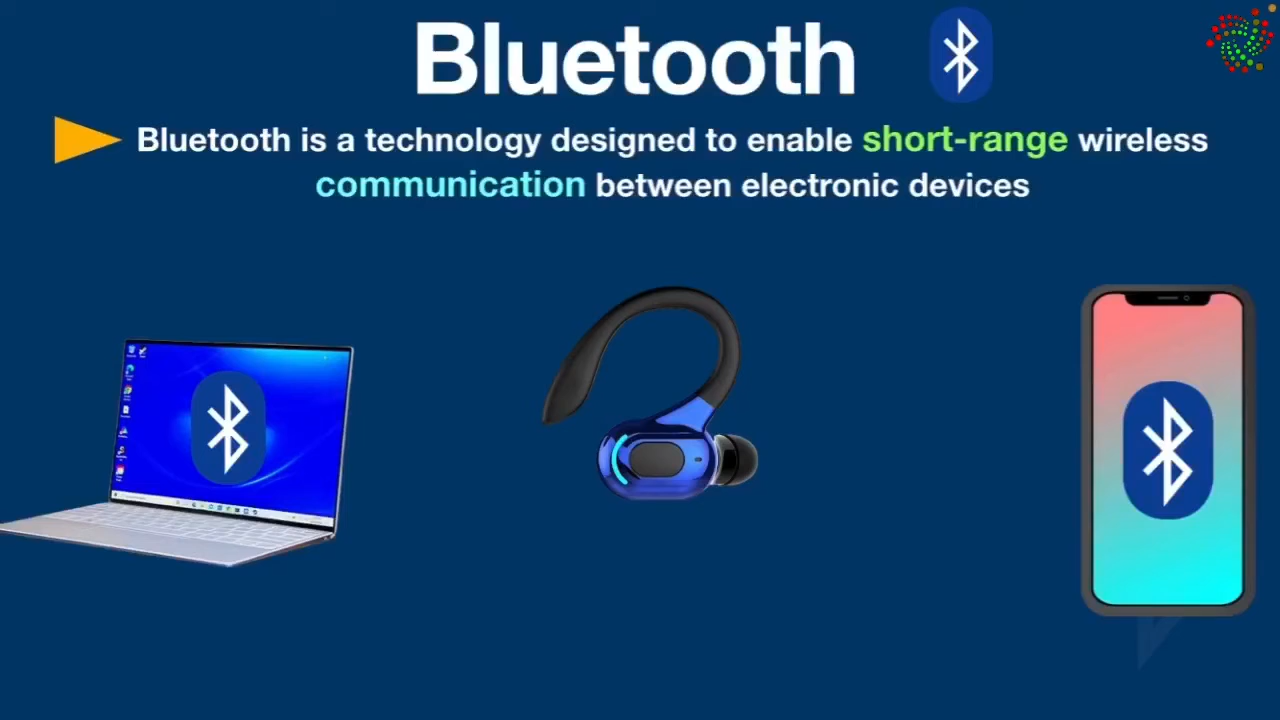 Bluetooth
Bluetooth is a technology designed to enable short-range wireless
communication between electronic devices